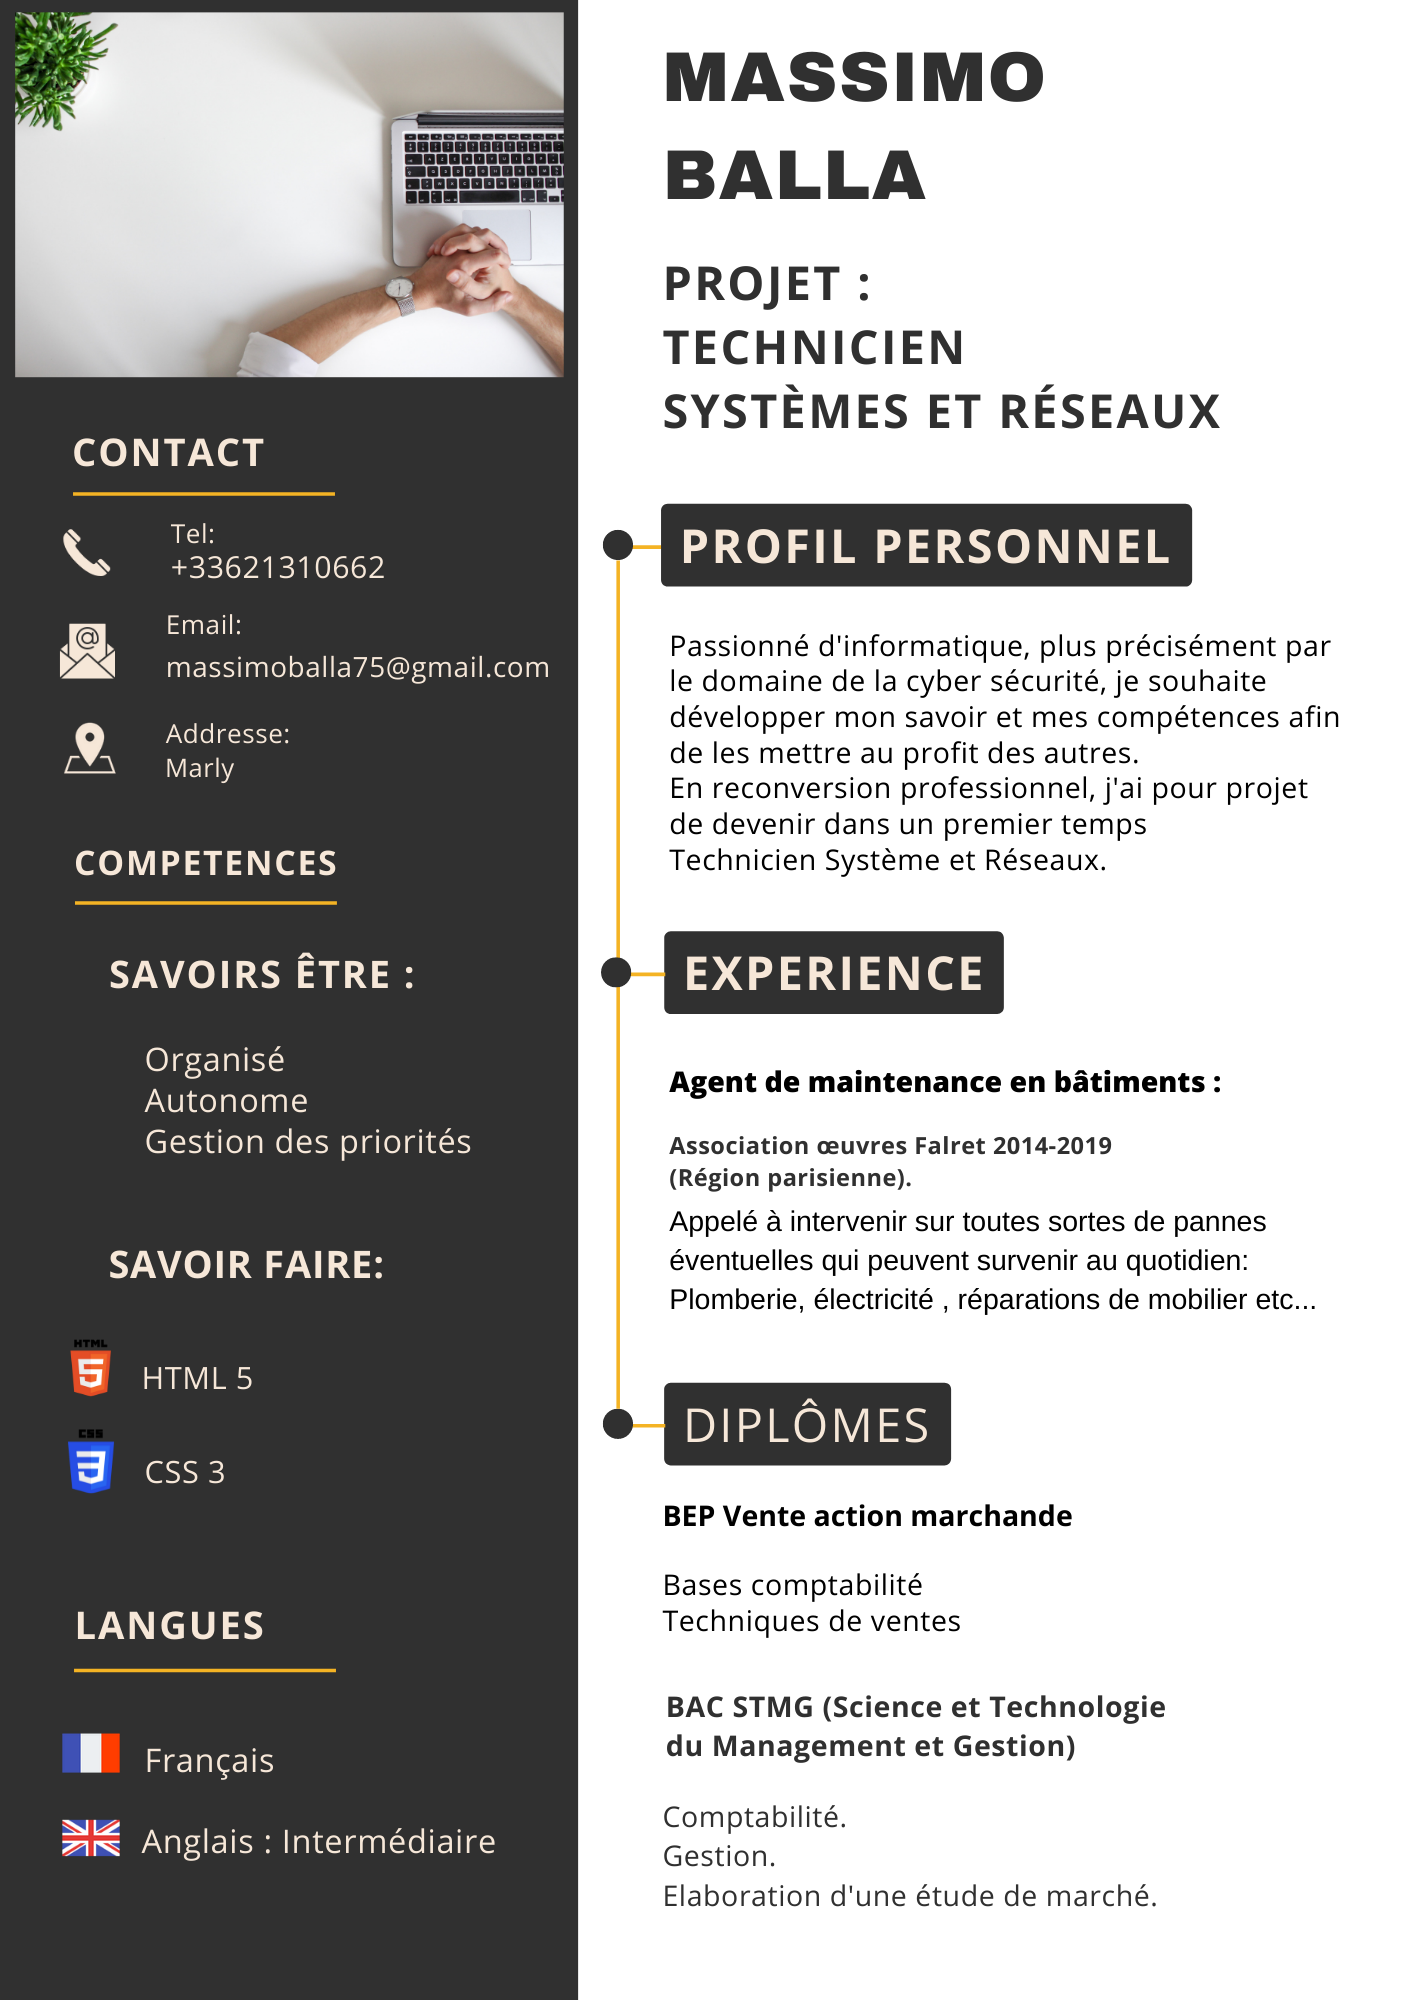 MASSIMO
BALLA
PROJET :
TECHNICIEN
SYSTÈMES ET RÉSEAUX
CONTACT
Tel:
+33621310662
Email:
massimoballa75@gmail.com
Addresse:
Marly
COMPETENCES
SAVOIRS ÊTRE :
Organisé
Autonome
Gestion des priorités
SAVOIR FAIRE:
HTML
5
HTML 5
CSS
3
CSS 3
LANGUES
Français
Anglais : Intermédiaire
PROFIL PERSONNEL
Passionné d'informatique, plus précisément par
le domaine de la cyber sécurité, je souhaite
développer mon savoir et mes compétences afin
de les mettre au profit des autres.
En reconversion professionnel, j'ai pour projet
de devenir dans un premier temps
Technicien Système et Réseaux.
EXPERIENCE
Agent de maintenance en bâtiments :
Association œuvres Falret 2014-2019
(Région parisienne).
Appelé à intervenir sur toutes sortes de pannes
éventuelles qui peuvent survenir au quotidien:
Plomberie, électricité , réparations de mobilier etc...
DIPLÔMES
BEP Vente action marchande
Bases comptabilité
Techniques de ventes
BAC STMG (Science et Technologie
du Management et Gestion)
Comptabilité.
Gestion.
Elaboration d'une étude de marché.